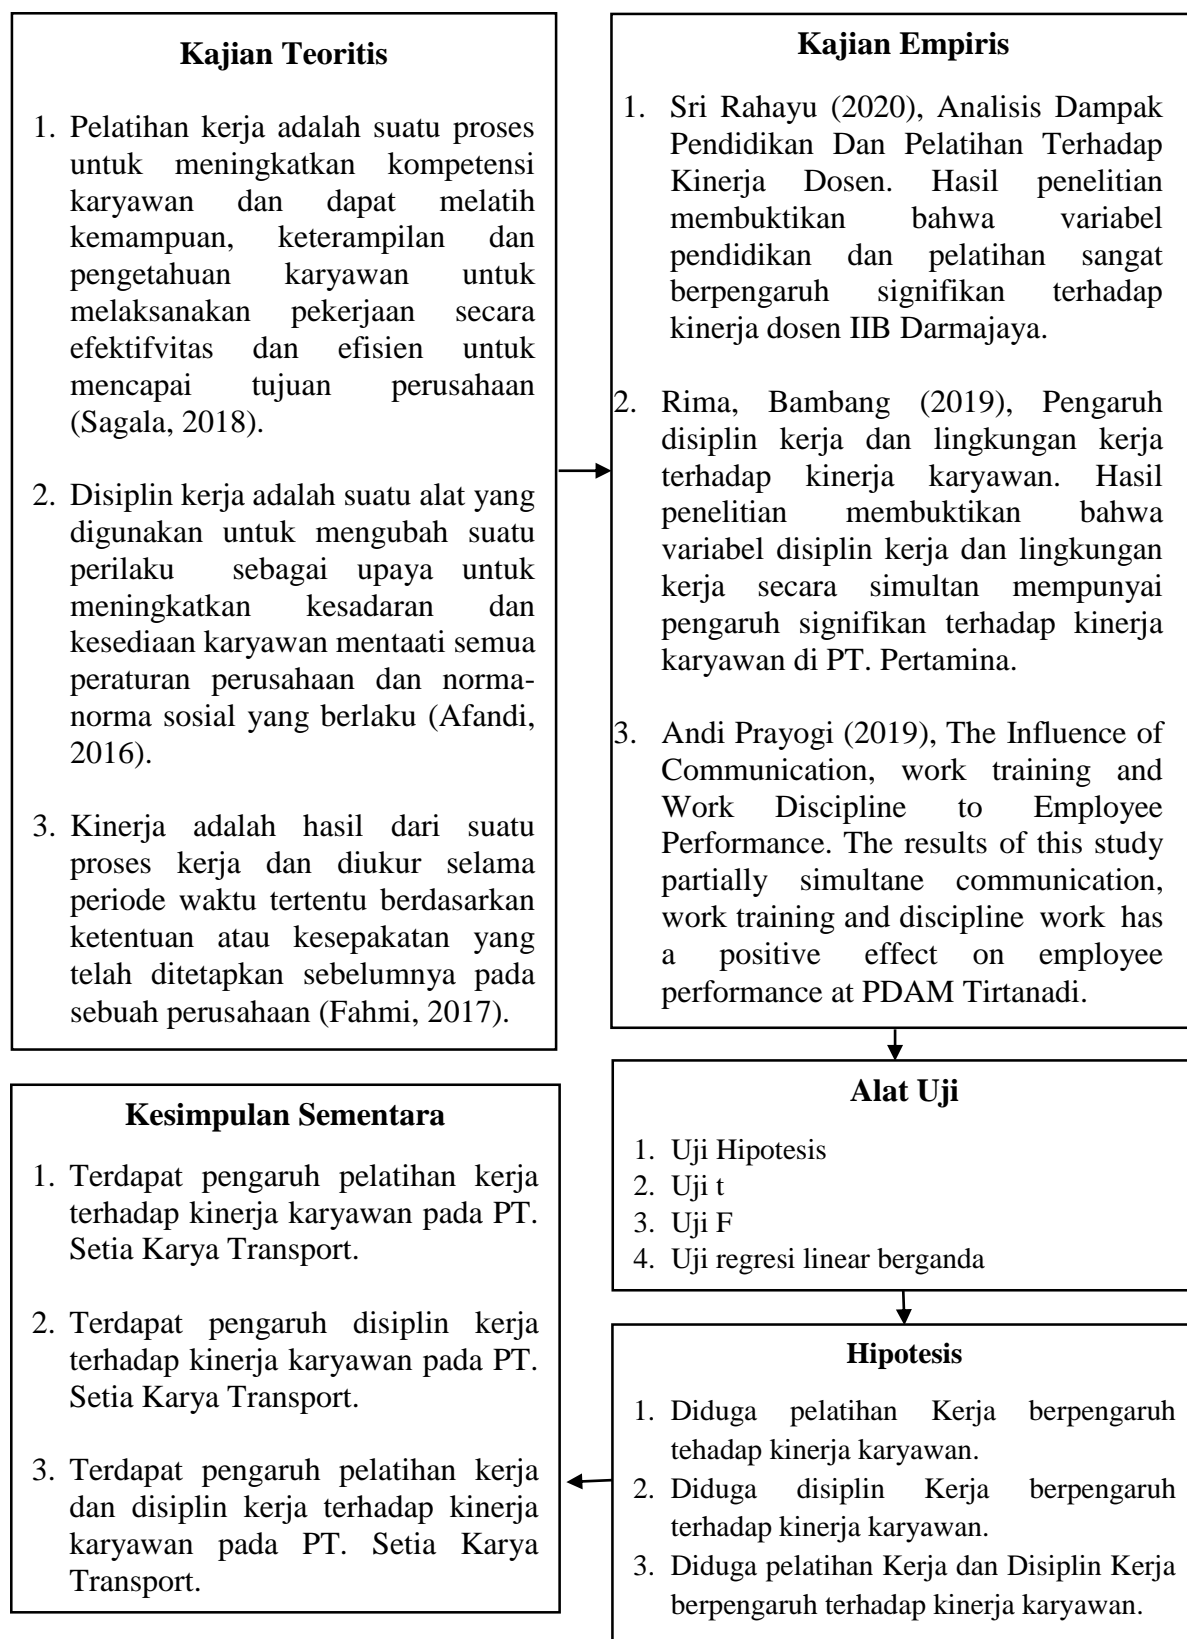 Kajian Teoritis
1. Pelatihan kerja adalah suatu proses
untuk meningkatkan kompetensi
karyawan dan dapat melatih
kemampuan, keterampilan dan
pengetahuan karyawan untuk
melaksanakan pekerjaan secara
efektifvitas dan efisien untuk
mencapai tujuan perusahaan
(Sagala, 2018).
2. Disiplin kerja adalah suatu alat yang
digunakan untuk mengubah suatu
perilaku sebagai upaya untuk
meningkatkan kesadaran dan
kesediaan karyawan mentaati semua
peraturan perusahaan dan norma-
norma sosial yang berlaku (Afandi,
2016).
3. Kinerja adalah hasil dari suatu
proses kerja dan diukur selama
periode waktu tertentu berdasarkan
ketentuan atau kesepakatan yang
telah ditetapkan sebelumnya pada
sebuah perusahaan (Fahmi, 2017).
Kajian Empiris
1. Sri Rahayu (2020), Analisis Dampak
Pendidikan Dan Pelatihan Terhadap
Kinerja Dosen. Hasil penelitian
membuktikan bahwa variabel
pendidikan dan pelatihan sangat
berpengaruh signifikan terhadap
kinerja dosen IIB Darmajaya.
2. Rima, Bambang (2019), Pengaruh
disiplin kerja dan lingkungan kerja
terhadap kinerja karyawan. Hasil
penelitian membuktikan bahwa
variabel disiplin kerja dan lingkungan
kerja secara simultan mempunyai
pengaruh signifikan terhadap kinerja
karyawan di PT. Pertamina.
3. Andi Prayogi (2019), The Influence of
Communication, work training and
Work Discipline to Employee
Performance. The results of this study
partially simultane communication,
work training and discipline work has
a positive effect on employee
performance at PDAM Tirtanadi.
Alat Uji
1. Uji Hipotesis
2. Uji t
3. Uji F
4. Uji regresi linear berganda
Hipotesis
1. Diduga pelatihan Kerja berpengaruh
tehadap kinerja karyawan.
2. Diduga disiplin Kerja berpengaruh
terhadap kinerja karyawan.
3. Diduga pelatihan Kerja dan Disiplin Kerja
berpengaruh terhadap kinerja karyawan.
Kesimpulan Sementara
1. Terdapat pengaruh pelatihan kerja
terhadap kinerja karyawan pada PT.
Setia Karya Transport.
2. Terdapat pengaruh disiplin kerja
terhadap kinerja karyawan pada PT.
Setia Karya Transport.
3. Terdapat pengaruh pelatihan kerja
dan disiplin kerja terhadap kinerja
karyawan pada PT. Setia Karya
Transport.